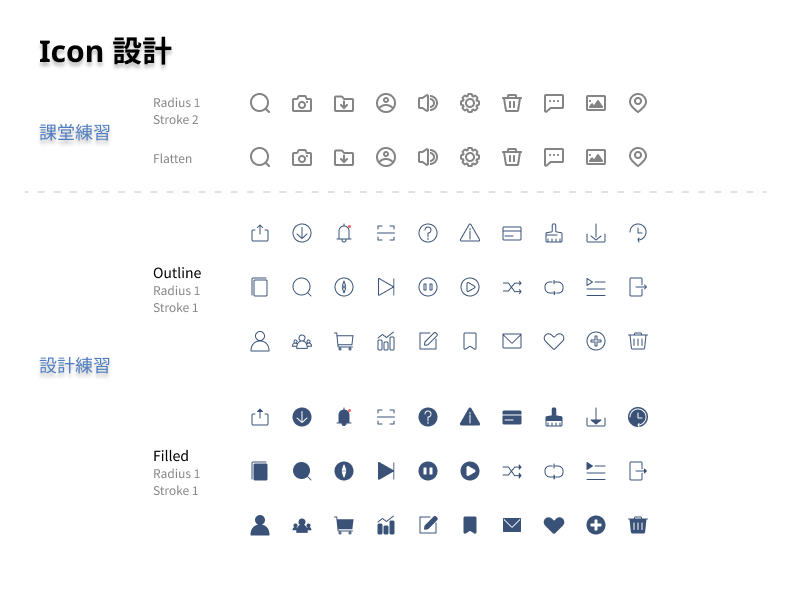 Icon 設計
Radius 1
Stroke 2
課堂練習
Flatten
Outline
Radius 1
Stroke 1
設計練習
Filled
Radius 1
Stroke 1